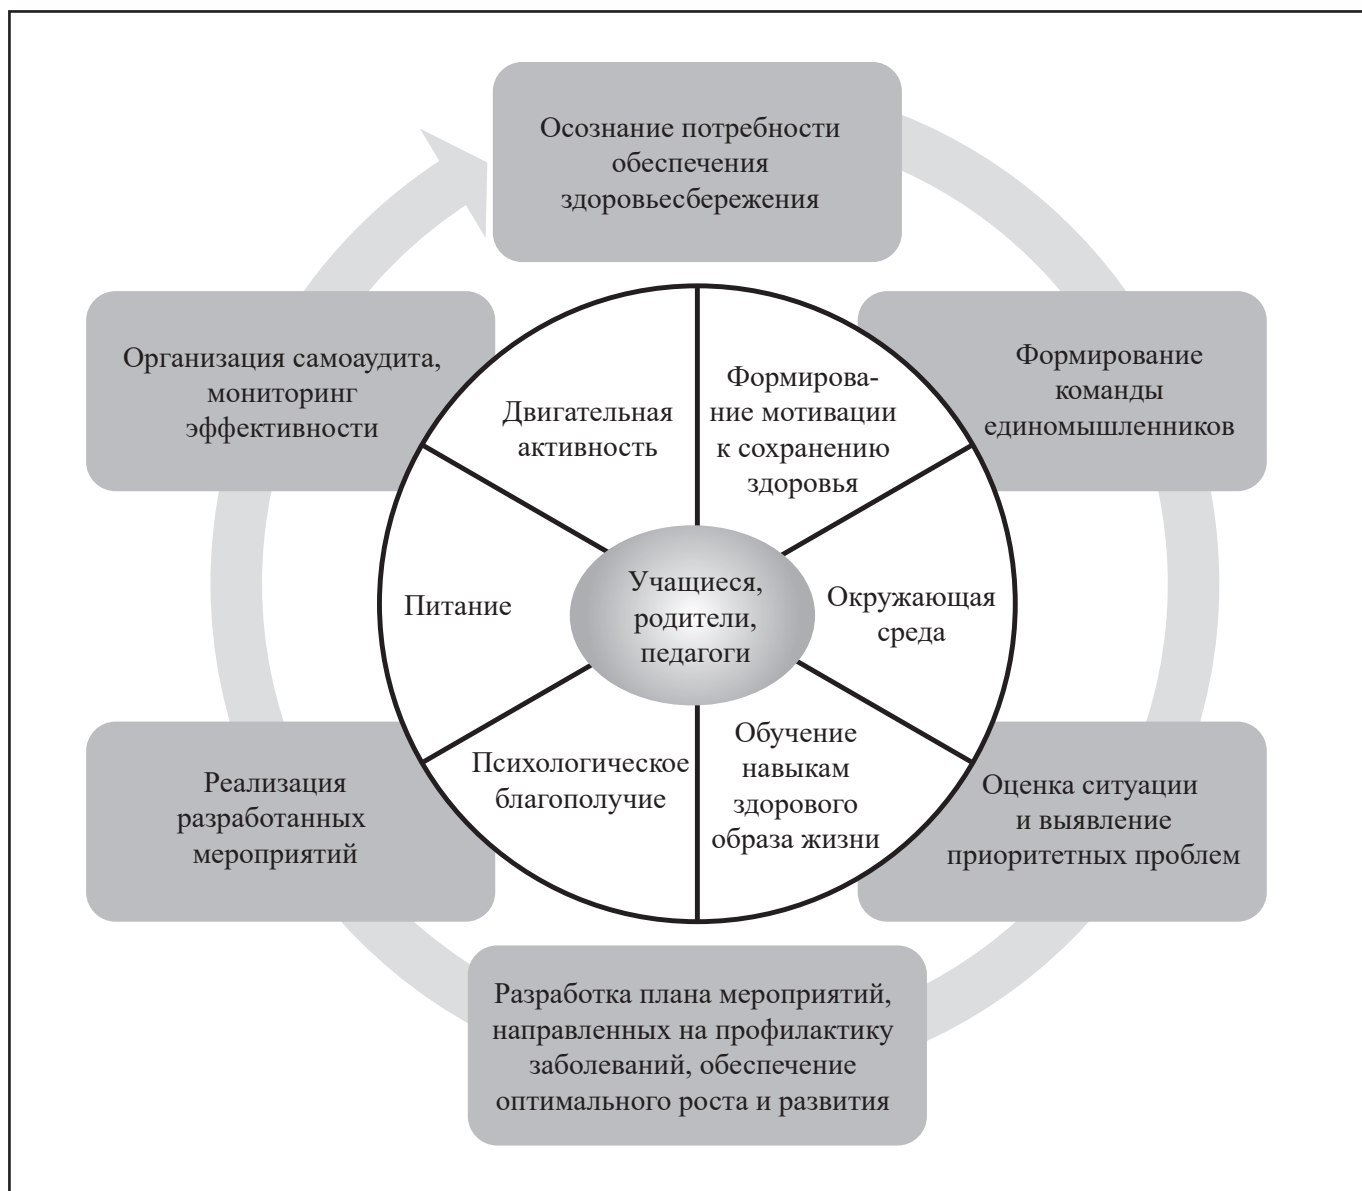 Осознание потребности
обеспечения
здоровьесбережения
Формирование
команды
единомышленников
Оценка ситуации
и выявление
приоритетных проблем
Разработка плана мероприятий,
направленных на профилактику
заболеваний, обеспечение
оптимального роста и развития
Реализация
разработанных
мероприятий
Организация самоаудита,
мониторинг
эффективности
Формирова-
ние мотивации
к сохранению
здоровья
Окружающая
среда
Обучение
навыкам
здорового
образа жизни
Психологическое
благополучие
Питание
Двигательная
активность
Учащиеся,
родители,
педагоги